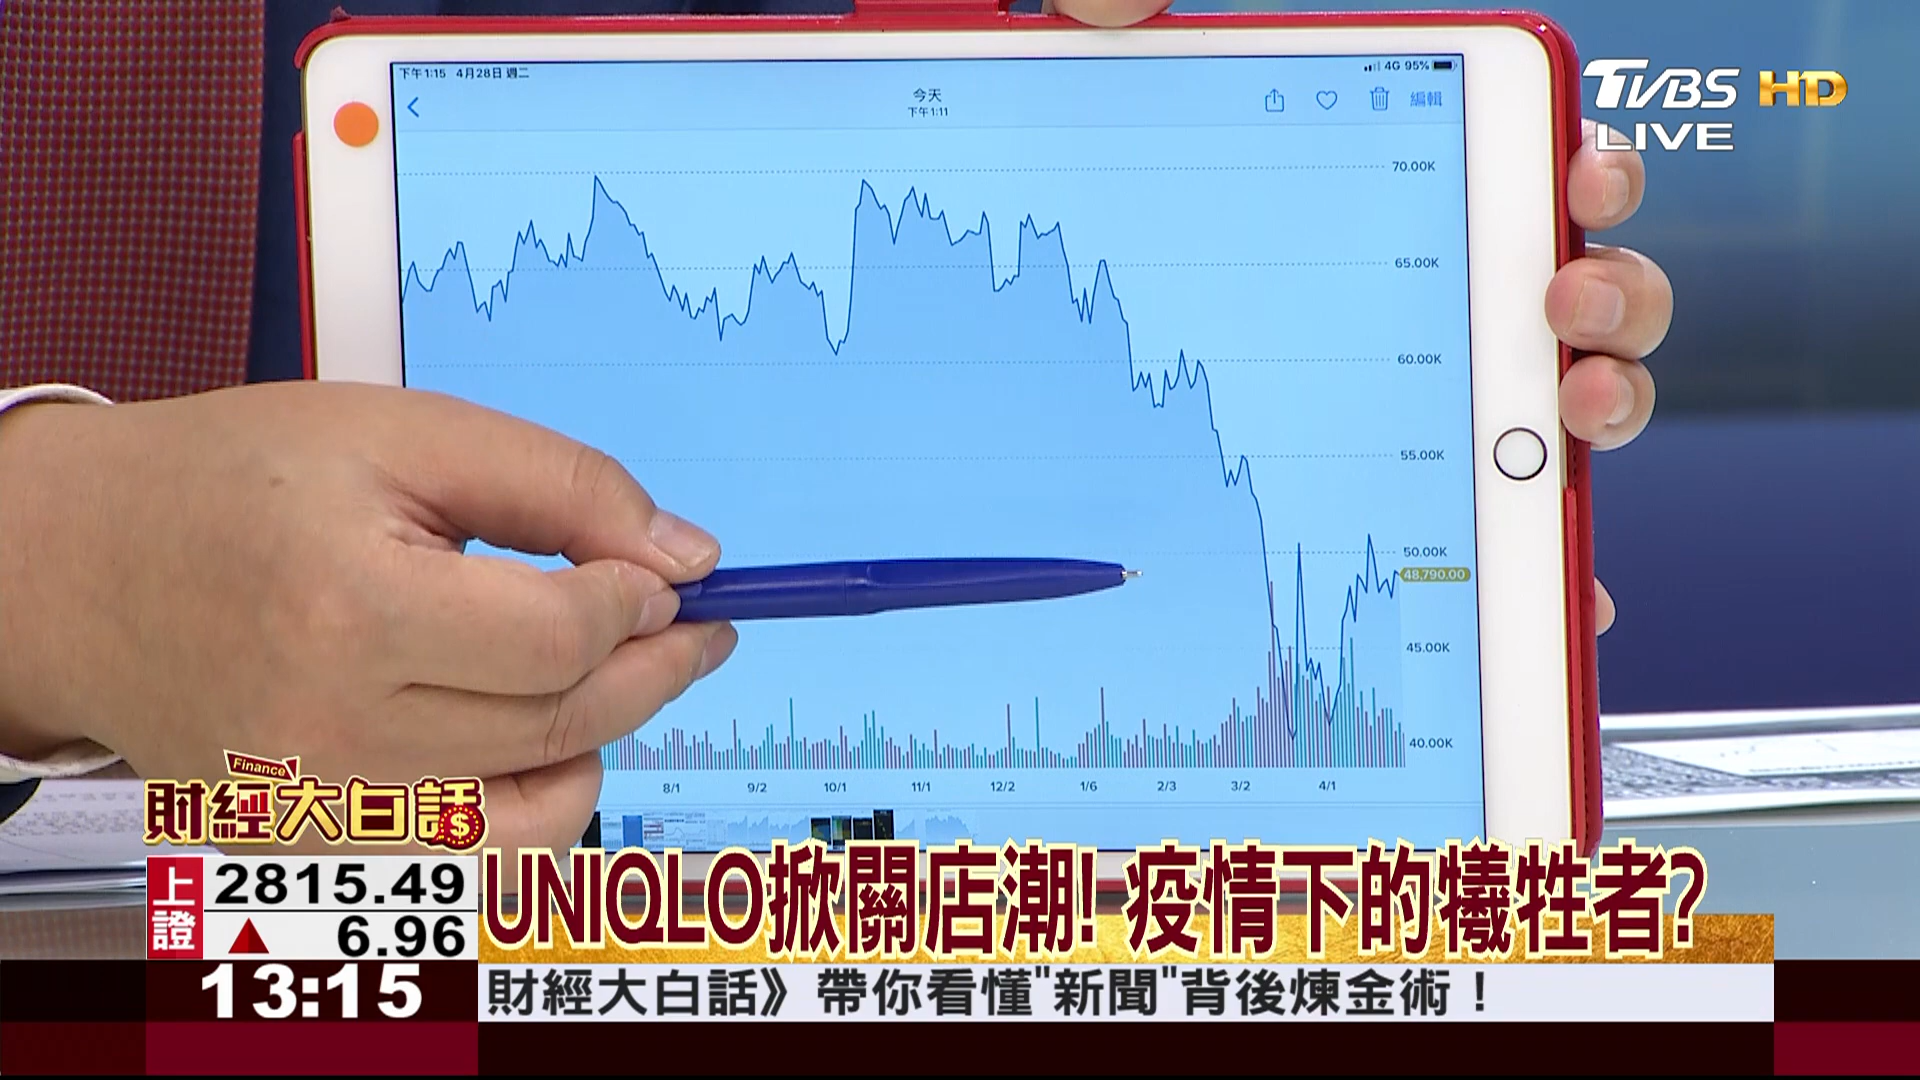 下午1:15 4月28日 週二
4G 95%
今天
下午1:11
編輯
TVBS HD
LIVE
70.00K
65.00K
60.00K
55.00K
50.00K
48,790.00
45.00K
40.00K
8/1 9/2 10/1 11/1 12/2 1/6 2/3 3/2 4/1
Finance
財經大白話
$
上證
2815.49
▲ 6.96
13:15
UNIQLO掀關店潮!疫情下的犧牲者?
財經大白話》帶你看懂"新聞"背後煉金術！